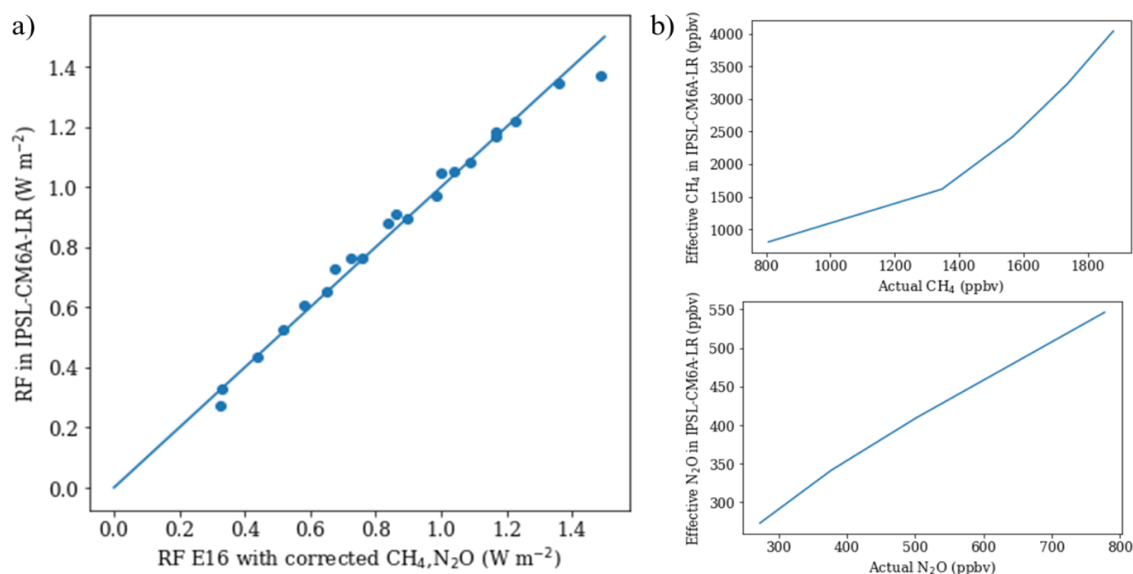 a)
RF in IPSL-CM6A-LR (W m⁻²)
1.4
1.2
1.0
0.8
0.6
0.4
0.2
0.0
0.0 0.2 0.4 0.6 0.8 1.0 1.2 1.4
RF E16 with corrected CH₄,N₂O (W m⁻²)
b)
Effective CH₄ in IPSL-CM6A-LR (ppbv)
4000
3500
3000
2500
2000
1500
1000
800 1000 1200 1400 1600 1800
Actual CH₄ (ppbv)
Effective N₂O in IPSL-CM6A-LR (ppbv)
550
500
450
400
350
300
300 400 500 600 700 800
Actual N₂O (ppbv)